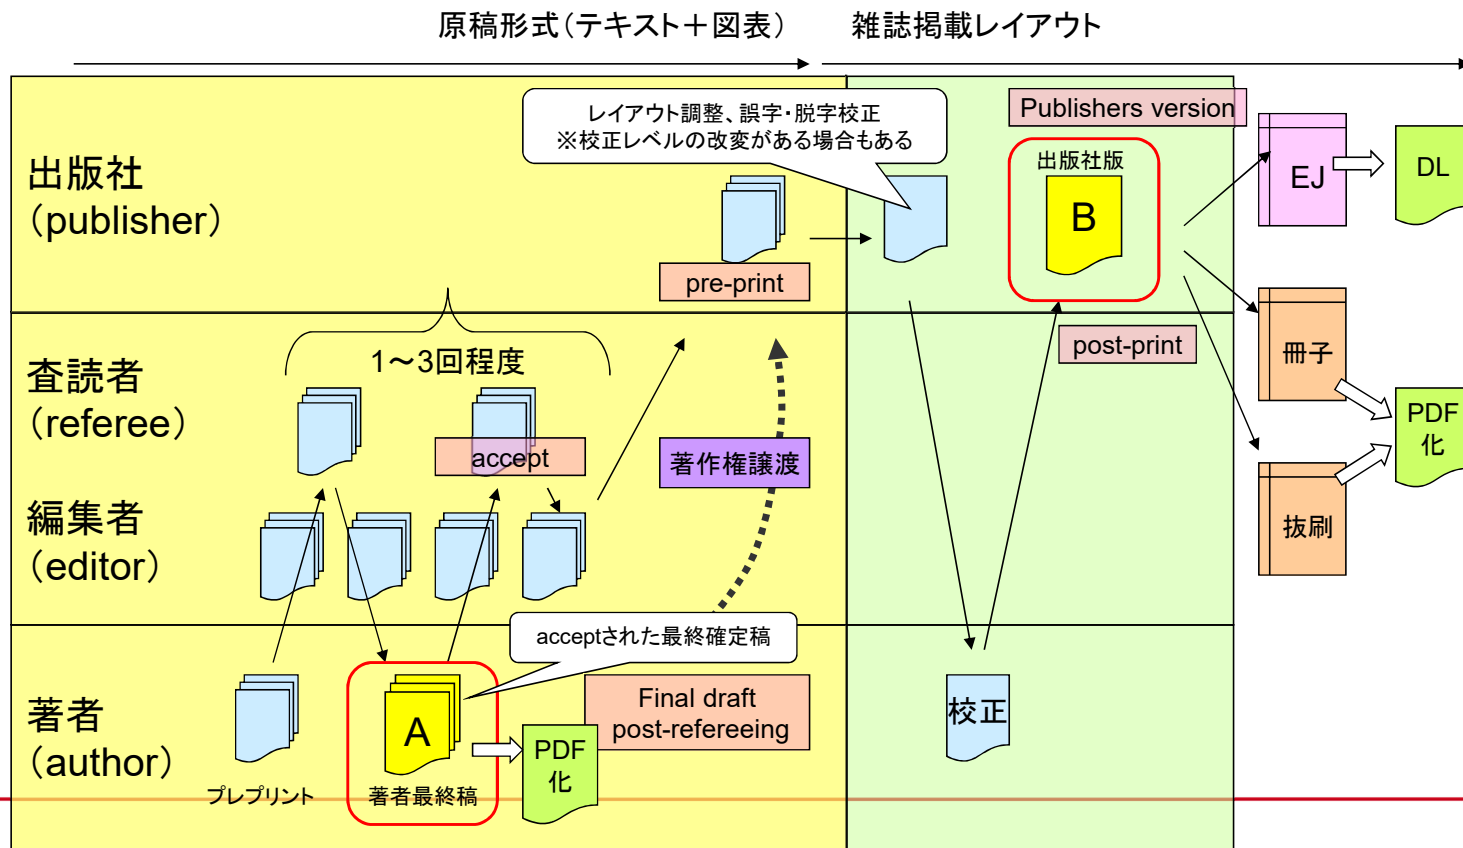 原稿形式(テキスト＋図表)
雑誌掲載レイアウト
レイアウト調整、誤字・脱字校正
※校正レベルの改変がある場合もある
Publishers version
出版社版
出版社
（publisher）
B
EJ
DL
pre-print
1～3回程度
post-print
査読者
（referee）
冊子
accept
著作権譲渡
PDF
化
編集者
（editor）
抜刷
acceptされた最終確定稿
著者
（author）
A
Final draft
post-refereeing
校正
PDF
化
プレプリント
著者最終稿